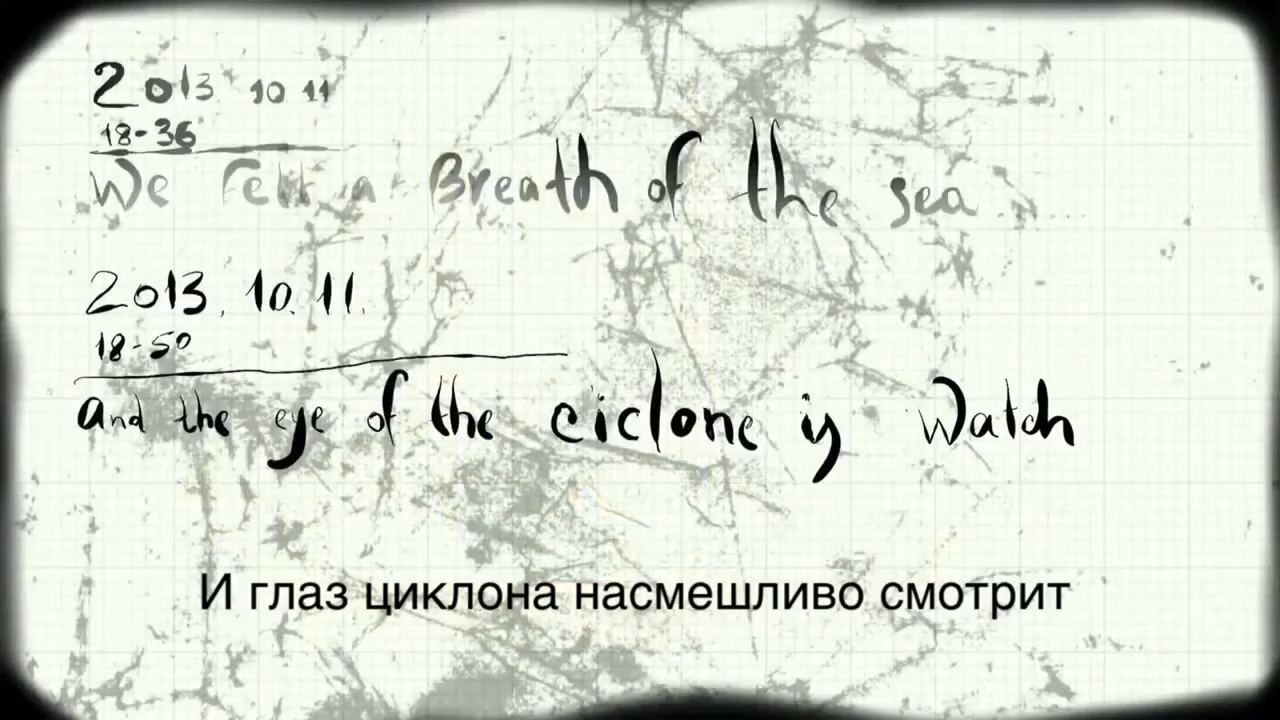 2013 10 11
18-36
We Felt a Breath of the sea.....
2013. 10. 11.
18-50
and the eye of the ciclone is Watch
И глаз циклона насмешливо смотрит